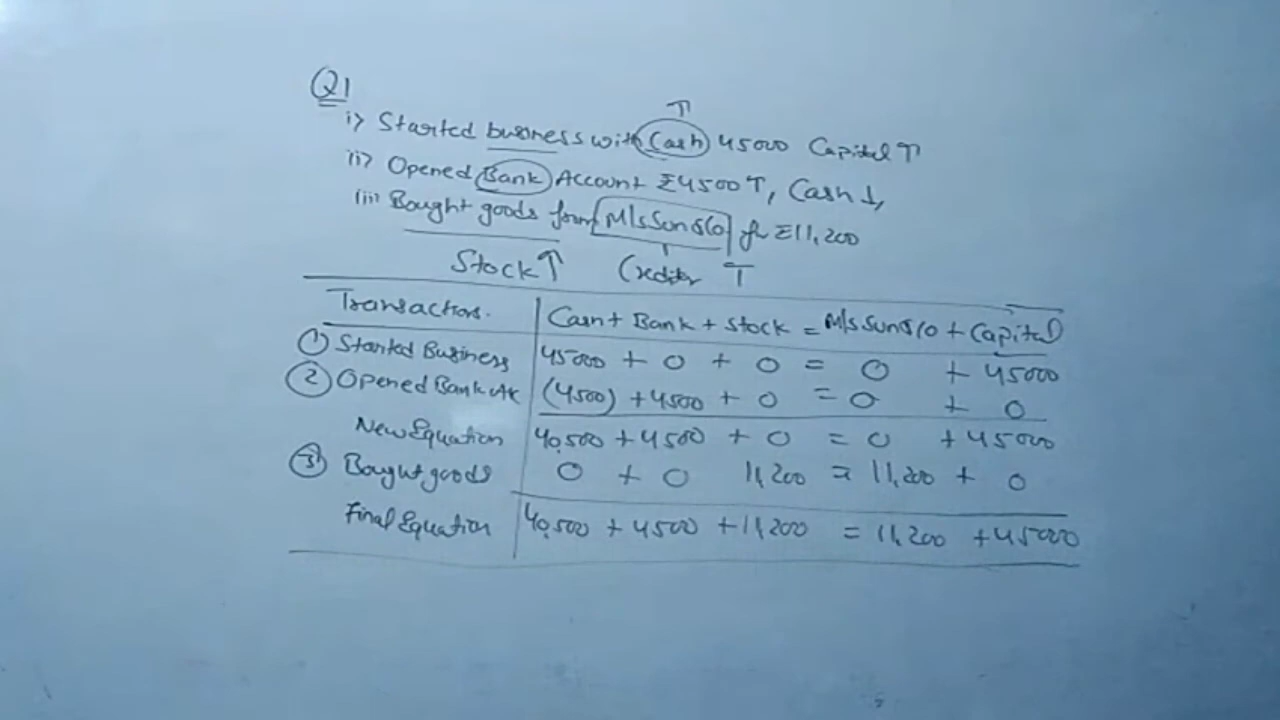 Q1
↑
i) Started business with Cash 45000 Capital ↑
ii) Opened Bank Account ₹4500 ↑, Cash ↓,
iii) Bought goods from M/s Sun & Co for ₹11,200
Stock ↑ Creditor ↑
Transactions. Cash + Bank + Stock = M/s Sun & Co + Capital
① Started Business 45000 + 0 + 0 = 0 + 45000
② Opened Bank A/c (4500) + 4500 + 0 = 0 + 0
New Equation 40,500 + 4500 + 0 = 0 + 45000
③ Bought goods 0 + 0 11,200 = 11,200 + 0
Final Equation 40,500 + 4500 + 11,200 = 11,200 + 45000